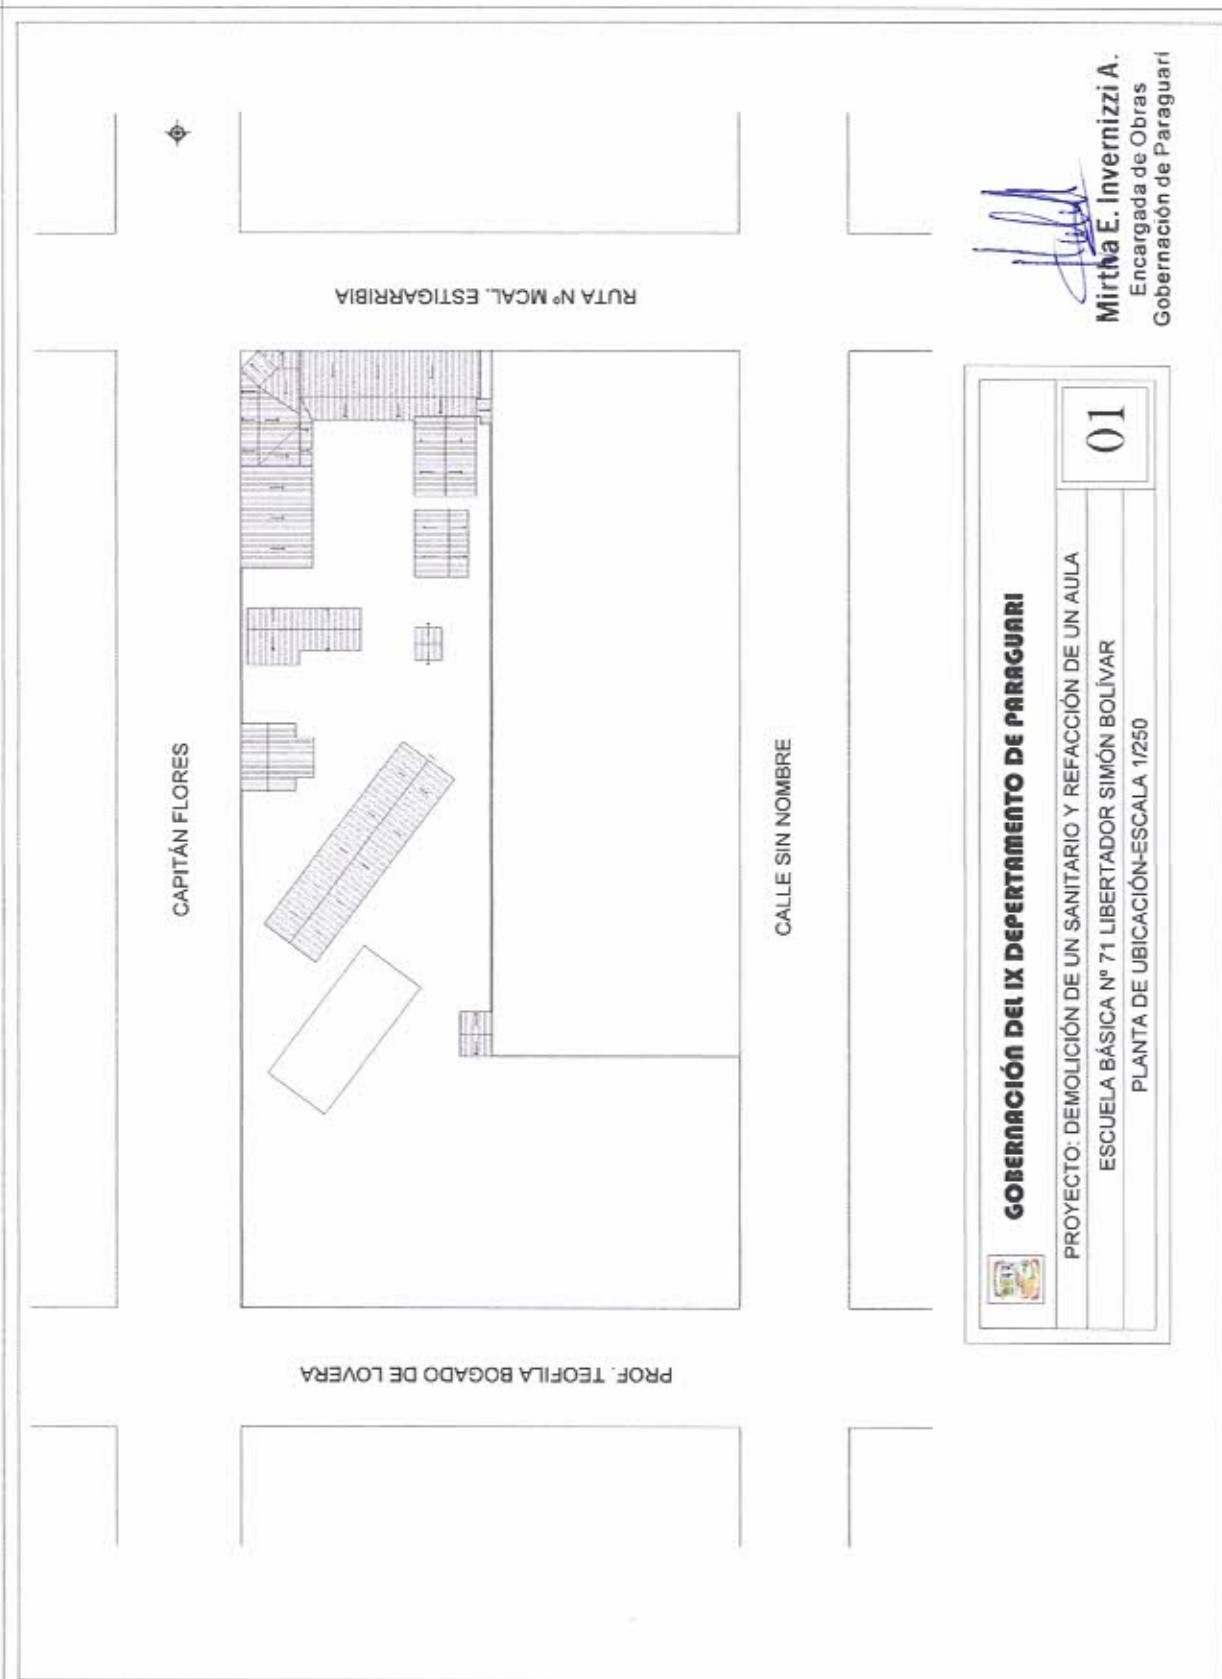 CAPITÁN FLORES
RUTA Nº MCAL. ESTIGARRIBIA
PROF. TEOFILA BOGADO DE LOVERA
CALLE SIN NOMBRE
GOBERNACIÓN DEL IX DEPERTAMENTO DE PARAGUARI
PROYECTO: DEMOLICIÓN DE UN SANITARIO Y REFACCIÓN DE UN AULA
ESCUELA BÁSICA Nº 71 LIBERTADOR SIMÓN BOLÍVAR
PLANTA DE UBICACIÓN-ESCALA 1/250
01
Mirtha E. Invernizzi A.
Encargada de Obras
Gobernación de Paraguarí